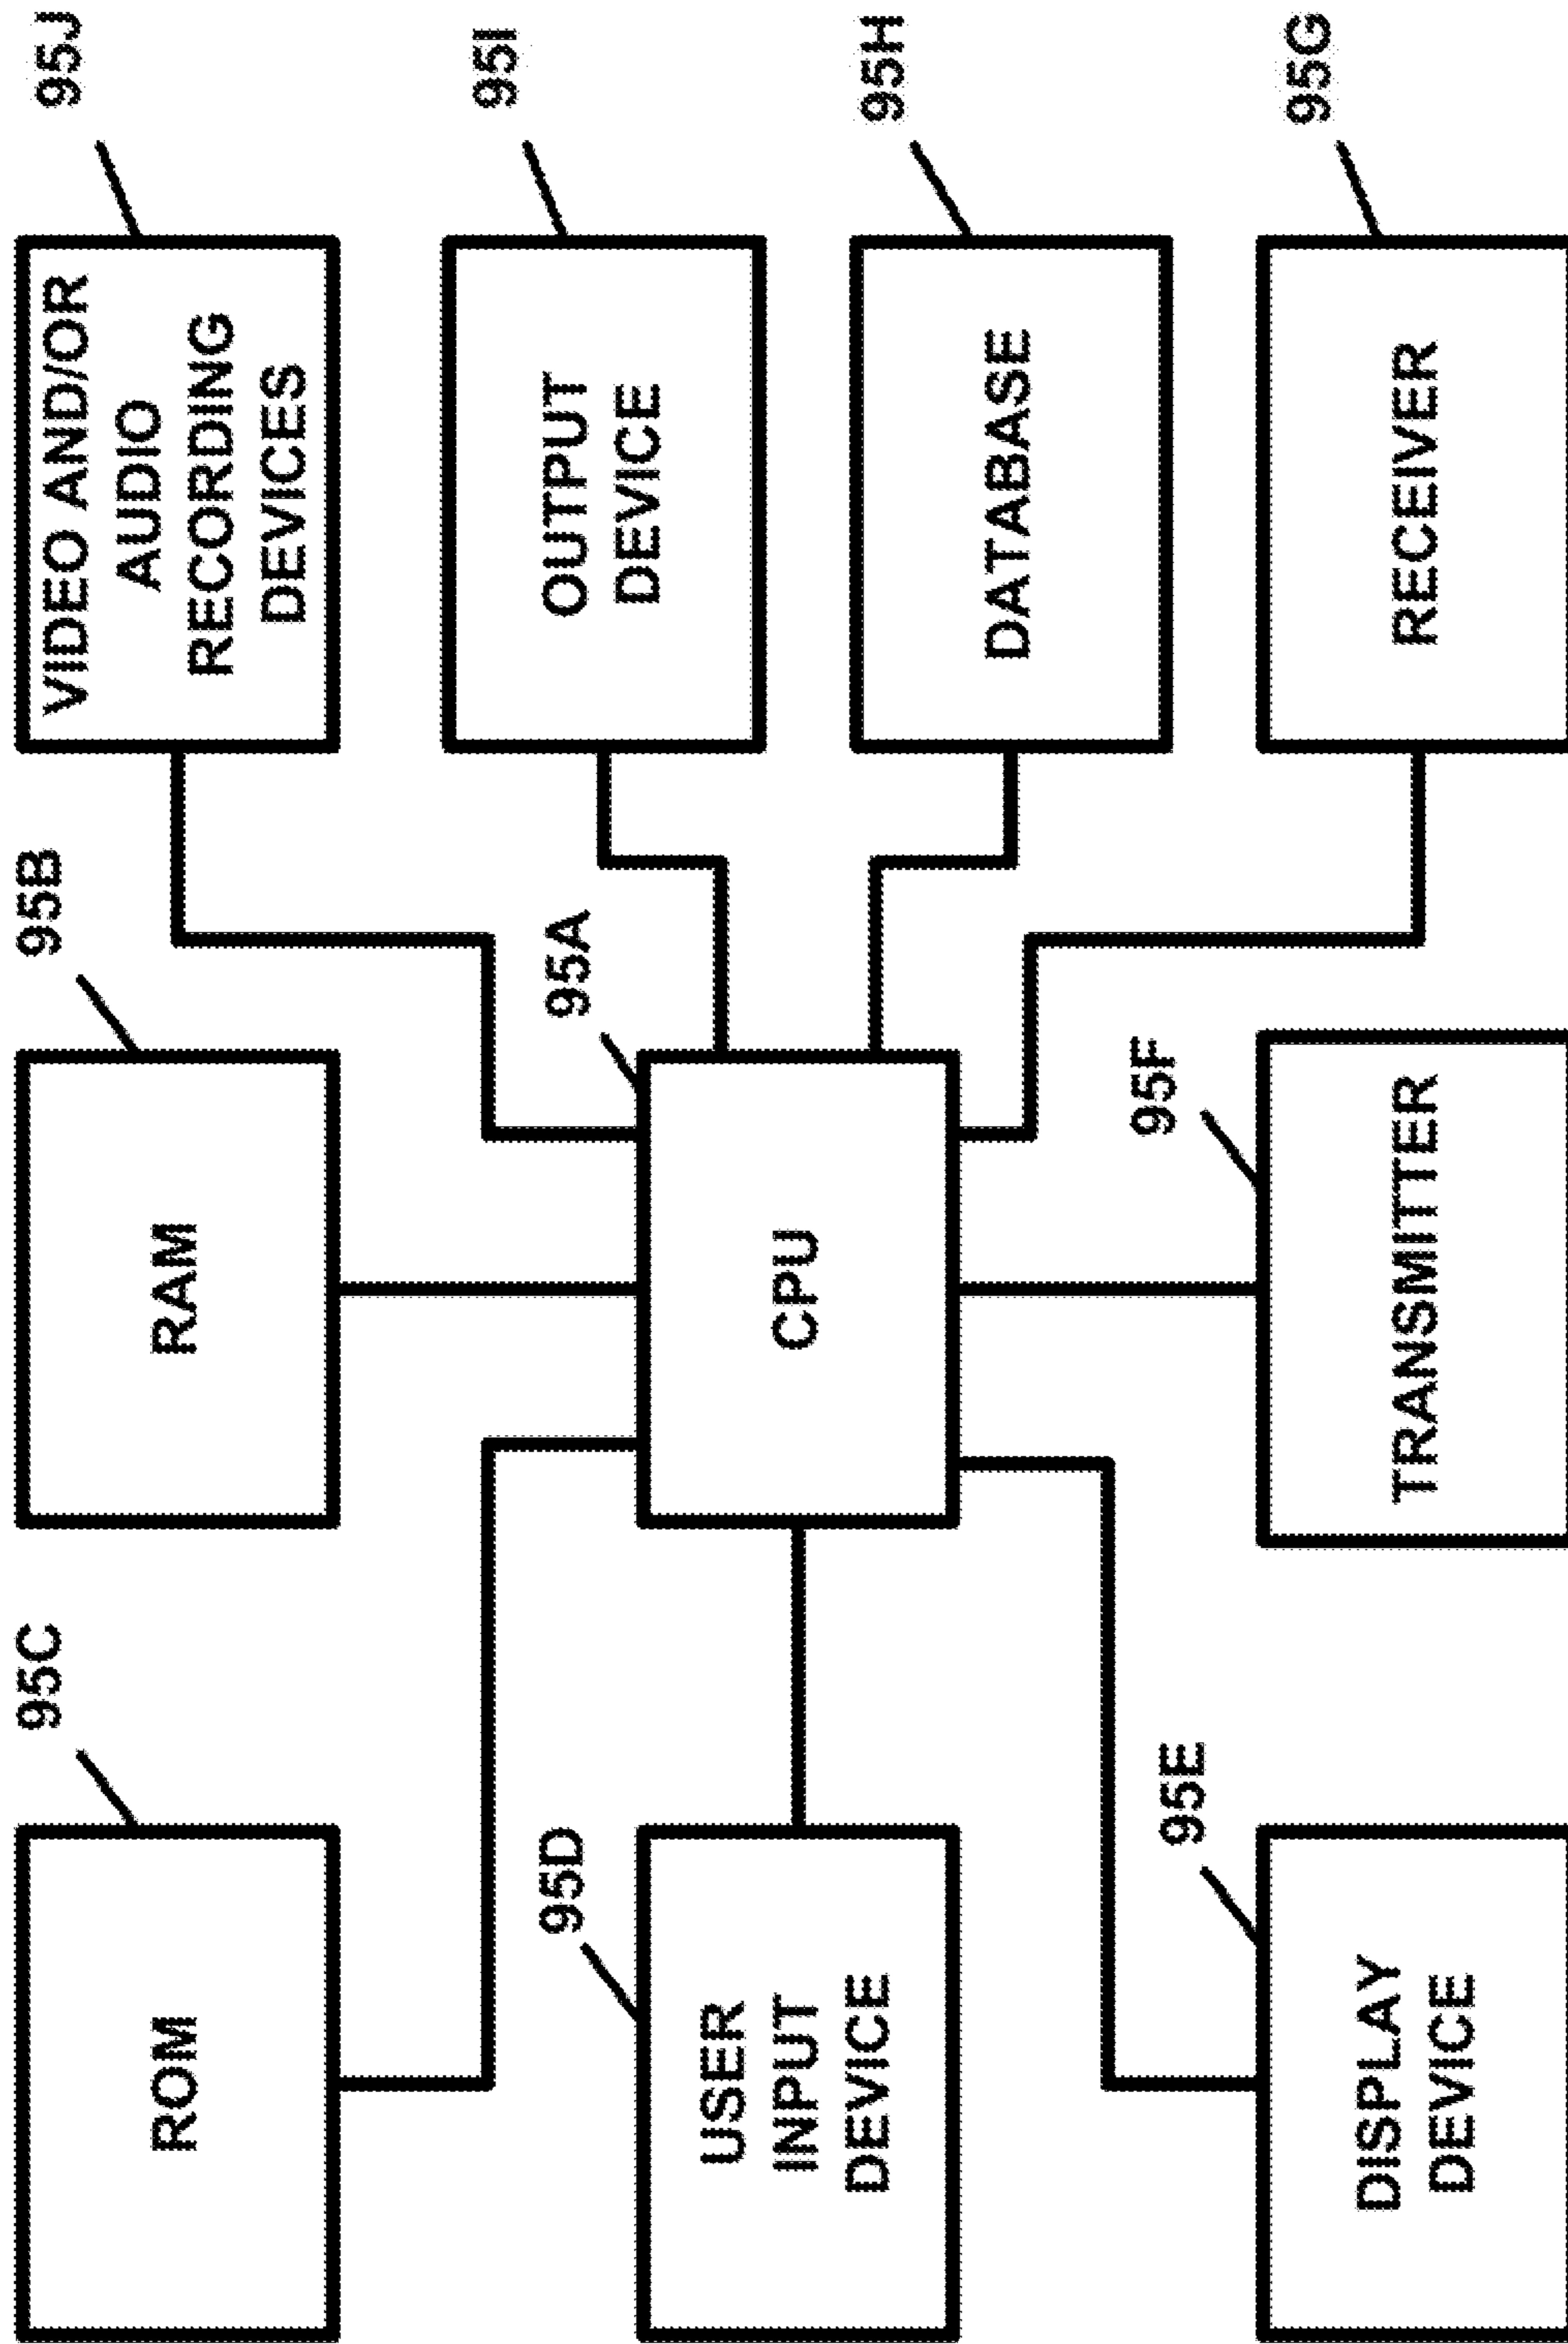 95C
ROM
95B
RAM
95J
VIDEO AND/OR
AUDIO
RECORDING
DEVICES
95D
USER
INPUT
DEVICE
95A
CPU
95I
OUTPUT
DEVICE
95H
DATABASE
95E
DISPLAY
DEVICE
95F
TRANSMITTER
95G
RECEIVER